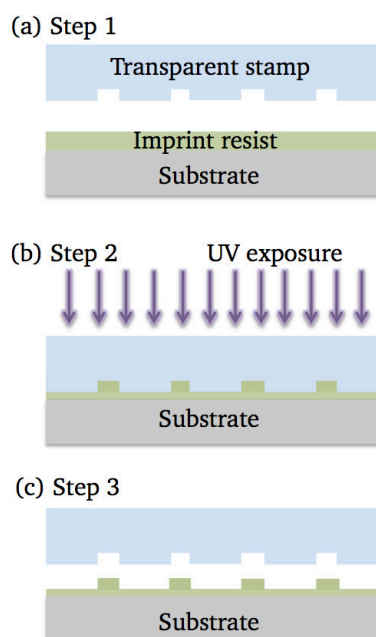 (a) Step 1
Transparent stamp
Imprint resist
Substrate
(b) Step 2 UV exposure
Substrate
(c) Step 3
Substrate